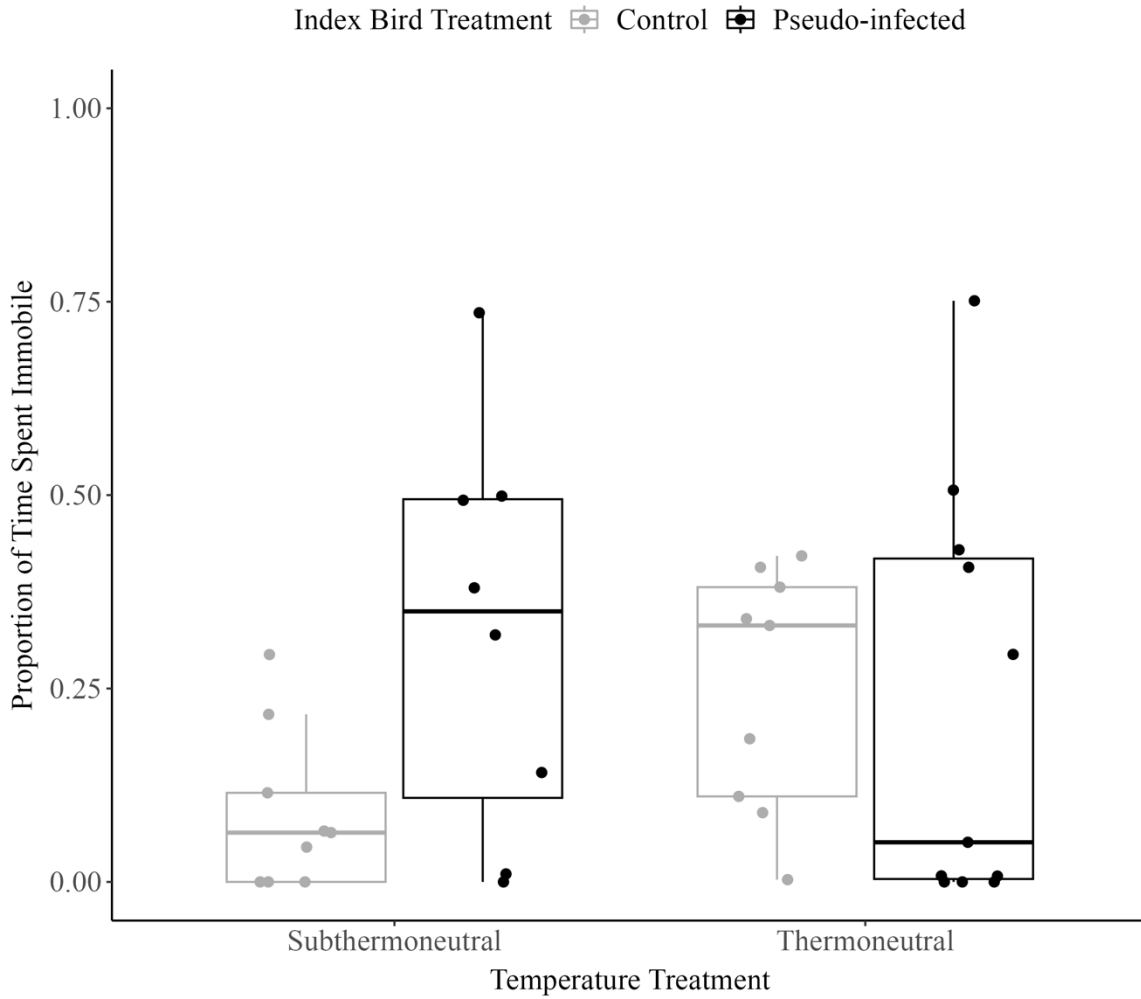 Index Bird Treatment Control Pseudo-infected
1.00
0.75
0.50
0.25
0.00
Proportion of Time Spent Immobile
Subthermoneutral Thermoneutral
Temperature Treatment